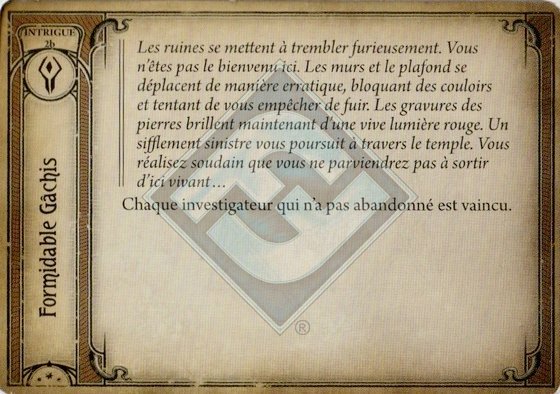 INTRIGUE
2b
Formidable Gâchis
Les ruines se mettent à trembler furieusement. Vous
n'êtes pas le bienvenu ici. Les murs et le plafond se
déplacent de manière erratique, bloquant des couloirs
et tentant de vous empêcher de fuir. Les gravures des
pierres brillent maintenant d'une vive lumière rouge. Un
sifflement sinistre vous poursuit à travers le temple. Vous
réalisez soudain que vous ne parviendrez pas à sortir
d'ici vivant…
Chaque investigateur qui n'a pas abandonné est vaincu.
®